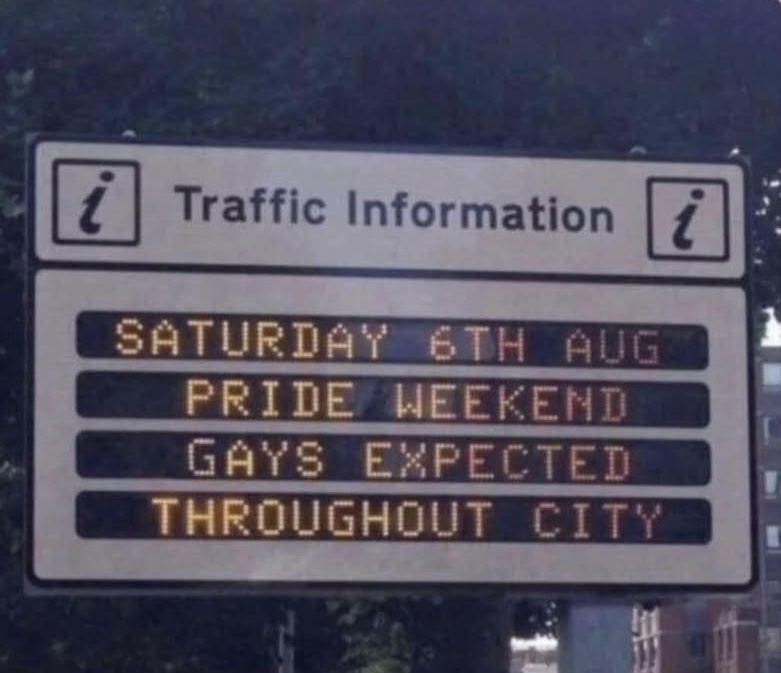 i Traffic Information i
SATURDAY 6TH AUG
PRIDE WEEKEND
GAYS EXPECTED
THROUGHOUT CITY